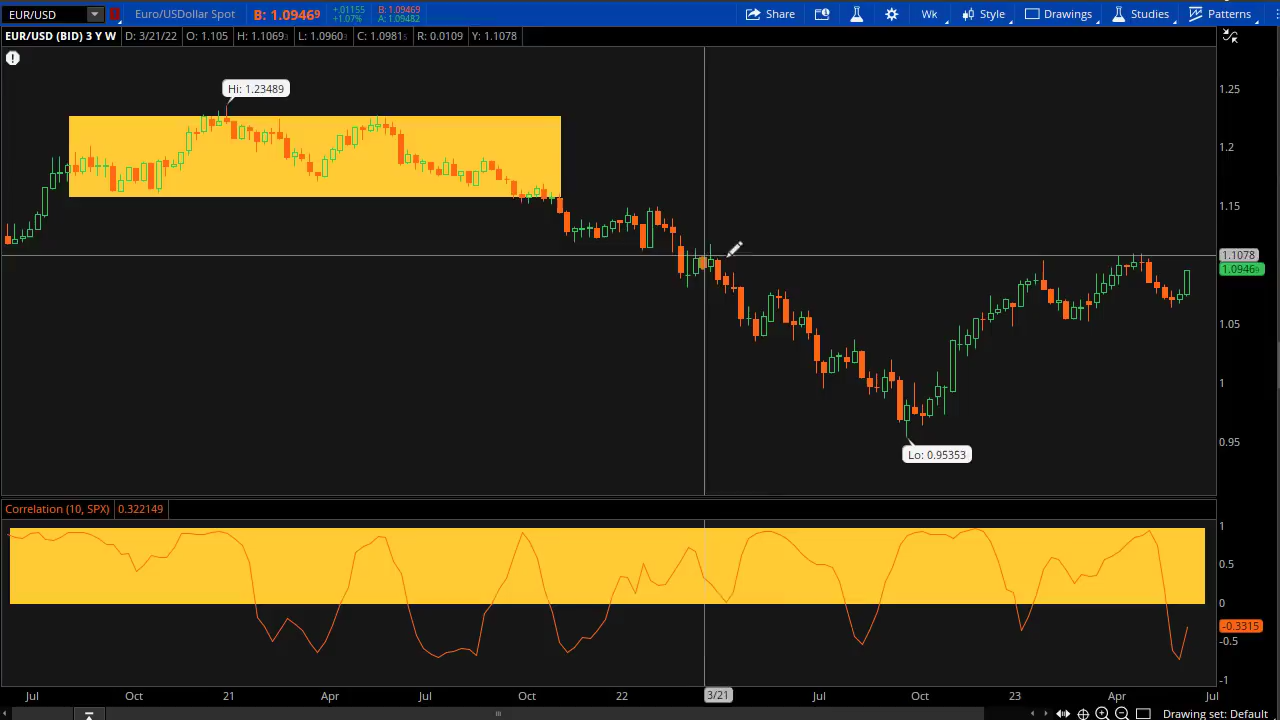 EUR/USD Euro/USDollar Spot B: 1.09469 +.01155 +1.07% B: 1.09469 A: 1.09482 Share Wk Style Drawings Studies Patterns
EUR/USD (BID) 3 Y W D: 3/21/22 O: 1.105 H: 1.1069 L: 1.0960 C: 1.0981 R: 0.0109 Y: 1.1078
Hi: 1.23489
1.25
1.2
1.15
1.1078
1.0946
1.05
1
0.95
Lo: 0.95353
Correlation (10, SPX) 0.322149
1
0.5
0
-0.3315
-0.5
-1
Jul Oct 21 Apr Jul Oct 22 3/21 Jul Oct 23 Apr Jul
Drawing set: Default